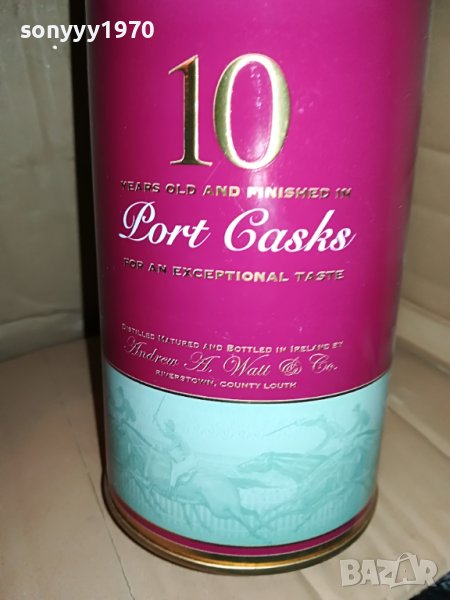 sonyyy1970
10
YEARS OLD AND FINISHED IN
Port Casks
FOR AN EXCEPTIONAL TASTE
DISTILLED MATURED AND BOTTLED IN IRELAND BY
Andrew A. Watt & Co.
RIVERSTOWN, COUNTY LOUTH
BAZAR